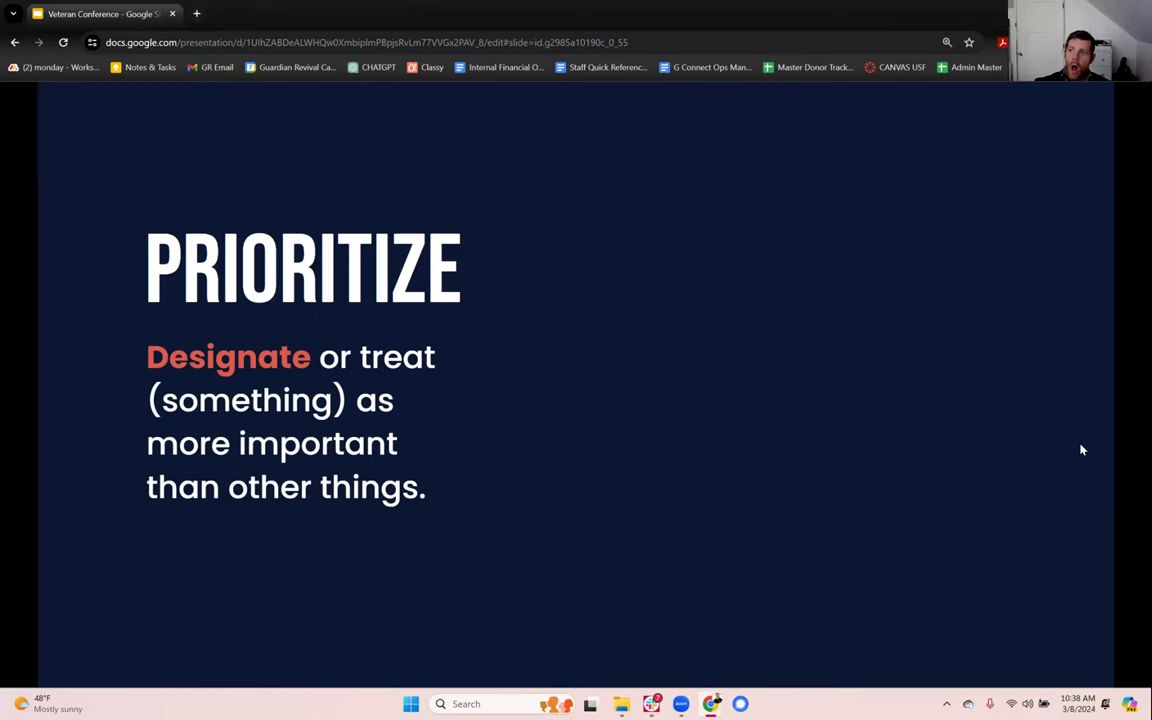 Veteran Conference - Google S
docs.google.com/presentation/d/1UIhZABDeALWHQw0XmbiplmPBpjsRvLm77VVGx2PAV_8/edit#slide=id.g2985a10190c_0_55
(2) monday - Works...
Notes & Tasks
GR Email
Guardian Revival Ca...
CHATGPT
Classy
Internal Financial O...
Staff Quick Referenc...
G Connect Ops Man...
Master Donor Track...
CANVAS USF
Admin Master
PRIORITIZE
Designate or treat
(something) as
more important
than other things.
48°F
Mostly sunny
Search
7
zoom
10:38 AM
3/8/2024
PRE